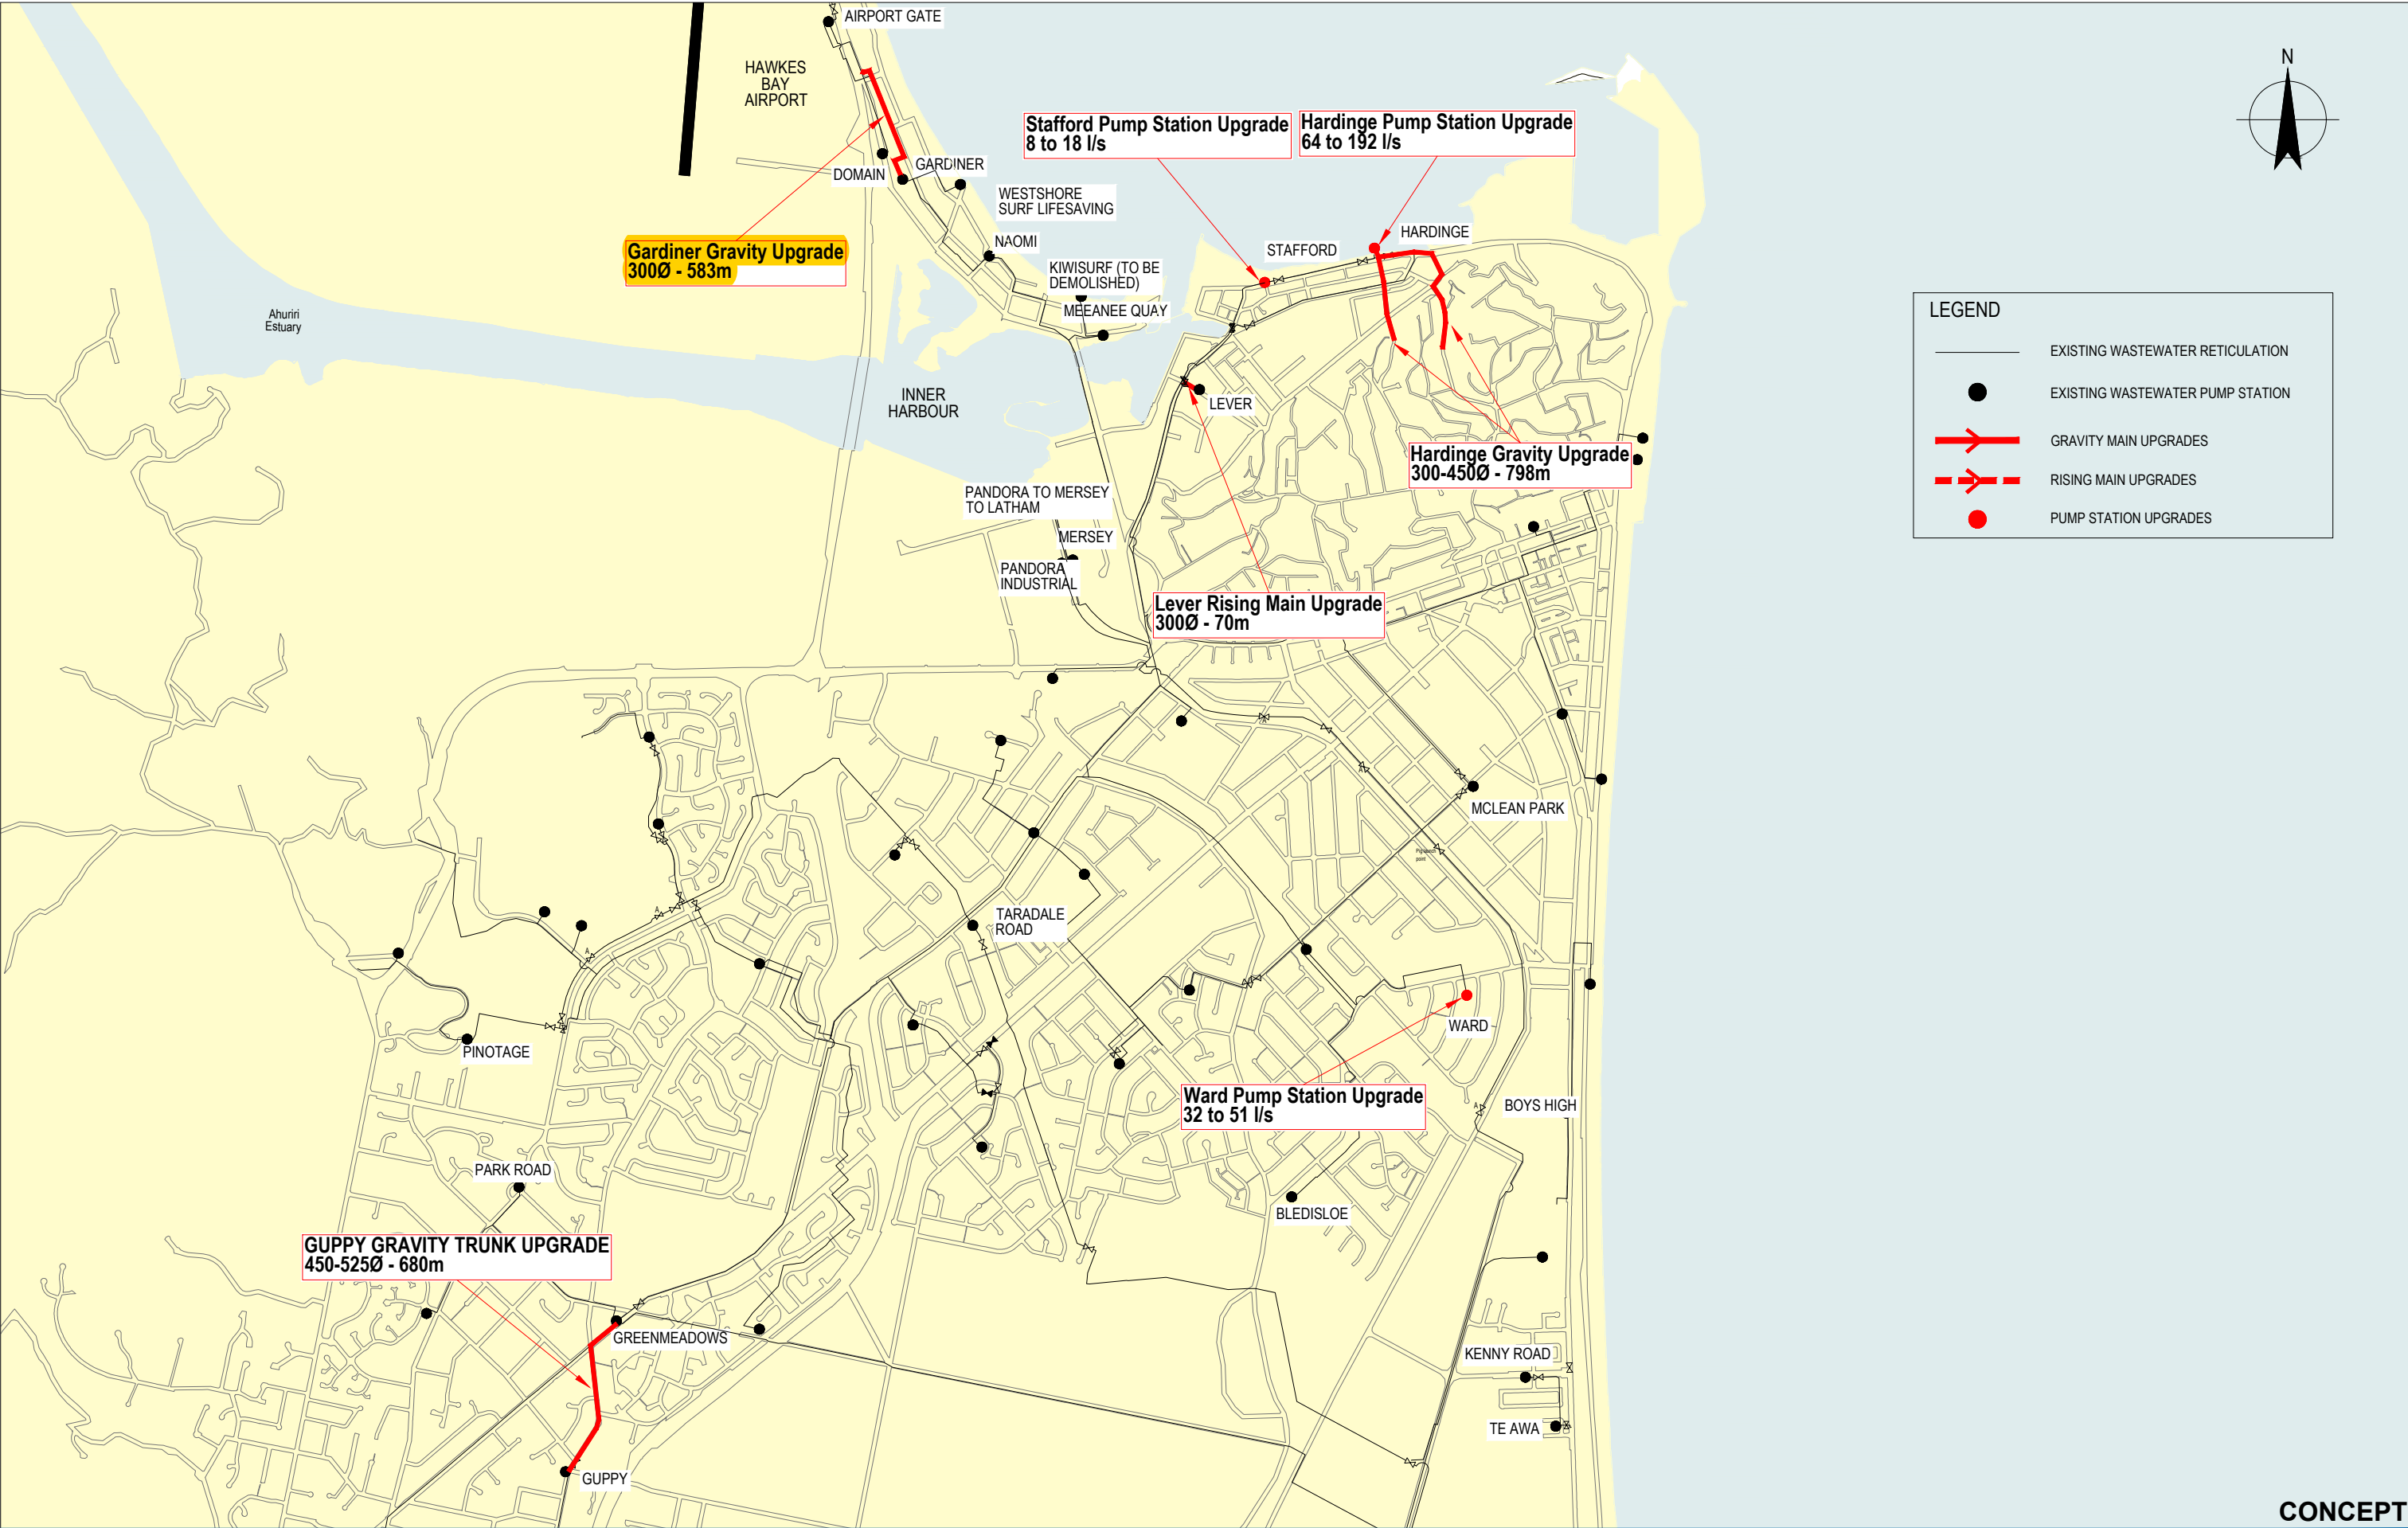 AIRPORT GATE
HAWKES
BAY
AIRPORT
N
Stafford Pump Station Upgrade
8 to 18 l/s
Hardinge Pump Station Upgrade
64 to 192 l/s
DOMAIN
GARDINER
WESTSHORE
SURF LIFESAVING
Gardiner Gravity Upgrade
300Ø - 583m
NAOMI
STAFFORD
HARDINGE
KIWISURF (TO BE
DEMOLISHED)
MEEANEE QUAY
Ahuriri
Estuary
LEGEND
EXISTING WASTEWATER RETICULATION
EXISTING WASTEWATER PUMP STATION
GRAVITY MAIN UPGRADES
RISING MAIN UPGRADES
PUMP STATION UPGRADES
INNER
HARBOUR
LEVER
Hardinge Gravity Upgrade
300-450Ø - 798m
PANDORA TO MERSEY
TO LATHAM
MERSEY
PANDORA
INDUSTRIAL
Lever Rising Main Upgrade
300Ø - 70m
MCLEAN PARK
point
TARADALE
ROAD
PINOTAGE
WARD
Ward Pump Station Upgrade
32 to 51 l/s
BOYS HIGH
PARK ROAD
BLEDISLOE
GUPPY GRAVITY TRUNK UPGRADE
450-525Ø - 680m
GREENMEADOWS
KENNY ROAD
TE AWA
GUPPY
CONCEPT